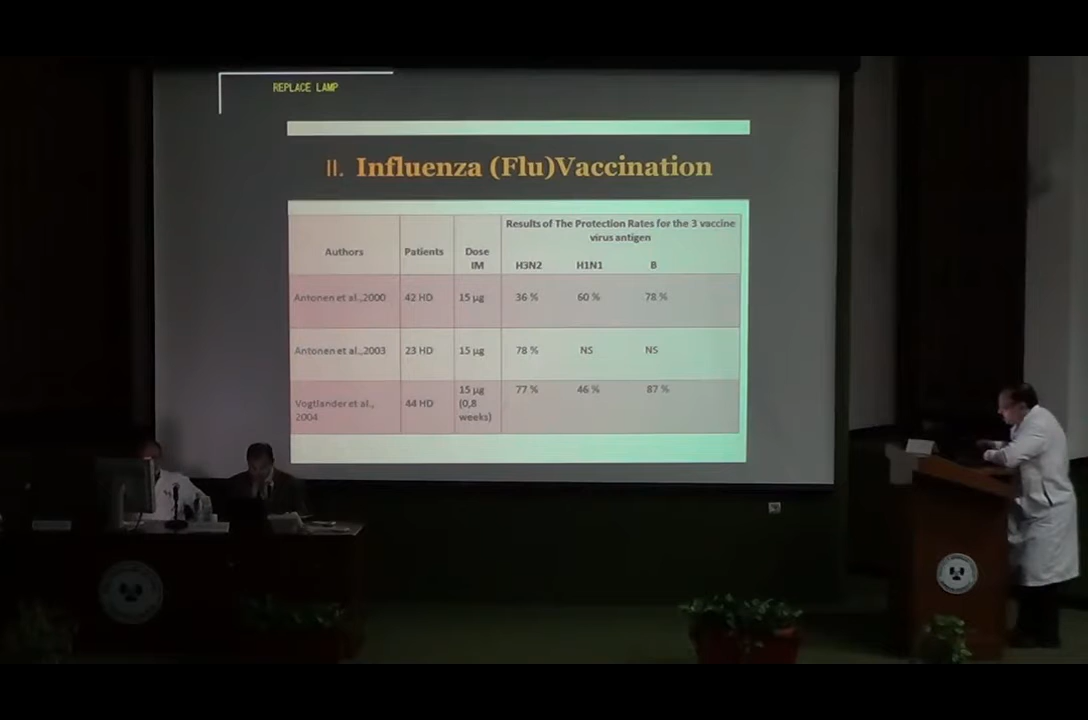 REPLACE LAMP
II. Influenza (Flu)Vaccination
Results of The Protection Rates for the 3 vaccine
virus antigen
Authors Patients Dose
IM H3N2 H1N1 B
Antonen et al.,2000 42 HD 15 µg 36 % 60 % 78 %
Antonen et al.,2003 23 HD 15 µg 78 % NS NS
Vogtlander et al.,
2004 44 HD 15 µg
(0,8
weeks) 77 % 46 % 87 %